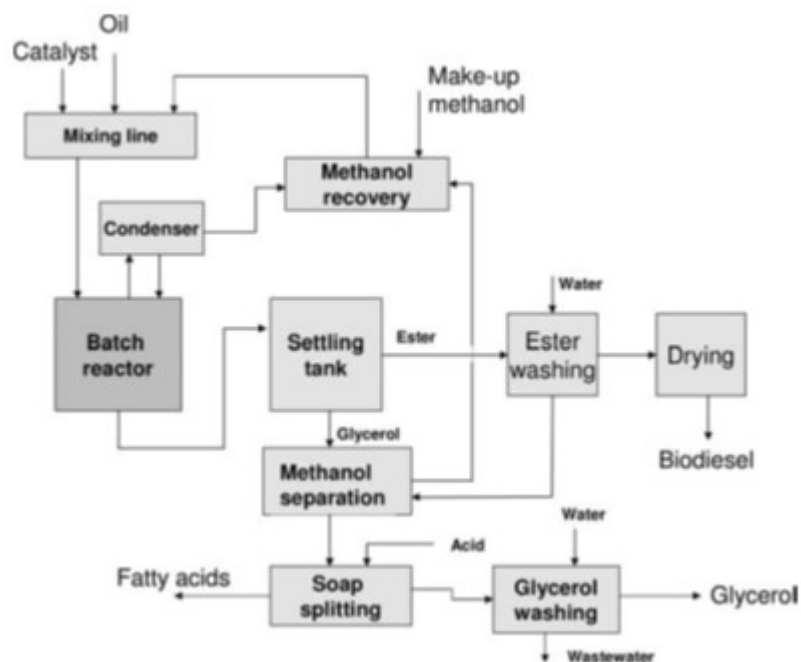 Oil
Catalyst
Make-up
methanol
Mixing line
Methanol
recovery
Condenser
Water
Batch
reactor
Settling
tank
Ester
Ester
washing
Drying
Glycerol
Biodiesel
Methanol
separation
Water
Acid
Fatty acids
Soap
splitting
Glycerol
washing
Glycerol
Wastewater